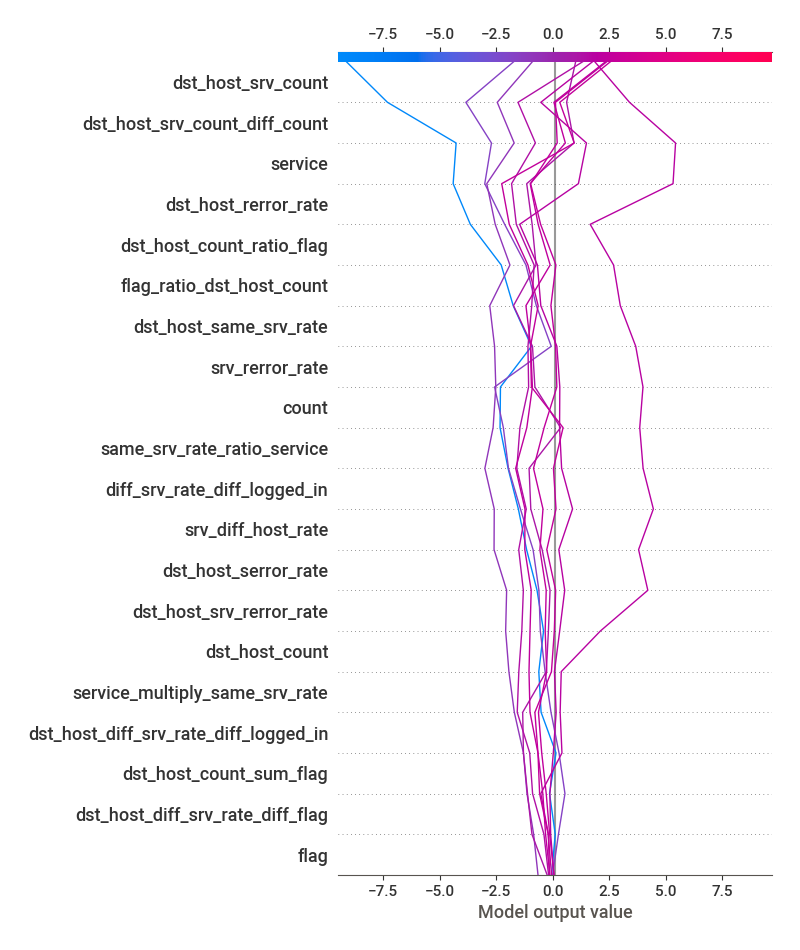 −7.5 −5.0 −2.5 0.0 2.5 5.0 7.5
dst_host_srv_count
dst_host_srv_count_diff_count
service
dst_host_rerror_rate
dst_host_count_ratio_flag
flag_ratio_dst_host_count
dst_host_same_srv_rate
srv_rerror_rate
count
same_srv_rate_ratio_service
diff_srv_rate_diff_logged_in
srv_diff_host_rate
dst_host_serror_rate
dst_host_srv_rerror_rate
dst_host_count
service_multiply_same_srv_rate
dst_host_diff_srv_rate_diff_logged_in
dst_host_count_sum_flag
dst_host_diff_srv_rate_diff_flag
flag
−7.5 −5.0 −2.5 0.0 2.5 5.0 7.5
Model output value